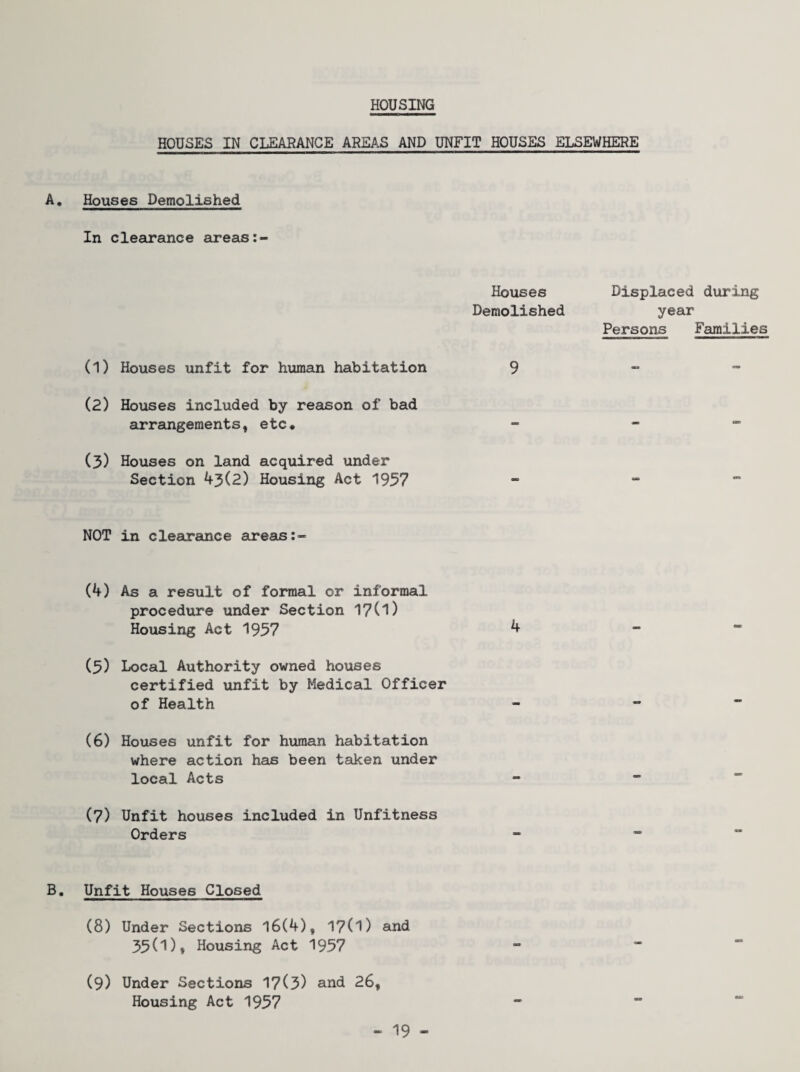 HOUSING
HOUSES IN CLEARANCE AREAS AND UNFIT HOUSES ELSEWHERE
A. Houses Demolished
In clearance areas:-
Houses Displaced during
Demolished year
Persons Families
(1) Houses unfit for human habitation 9 - -
(2) Houses included by reason of bad
arrangements, etc. - - -
(3) Houses on land acquired under
Section 43(2) Housing Act 1957 - - -
NOT in clearance areas:-
(4) As a result of formal or informal
procedure under Section 17(1)
Housing Act 1957 4 - -
(5) Local Authority owned houses
certified unfit by Medical Officer
of Health - - -
(6) Houses unfit for human habitation
where action has been taken under
local Acts - - -
(7) Unfit houses included in Unfitness
Orders - - -
B. Unfit Houses Closed
(8) Under Sections 16(4), 17(1) and
35(1), Housing Act 1957 - - -
(9) Under Sections 17(3) and 26,
Housing Act 1957 - - -
- 19 -